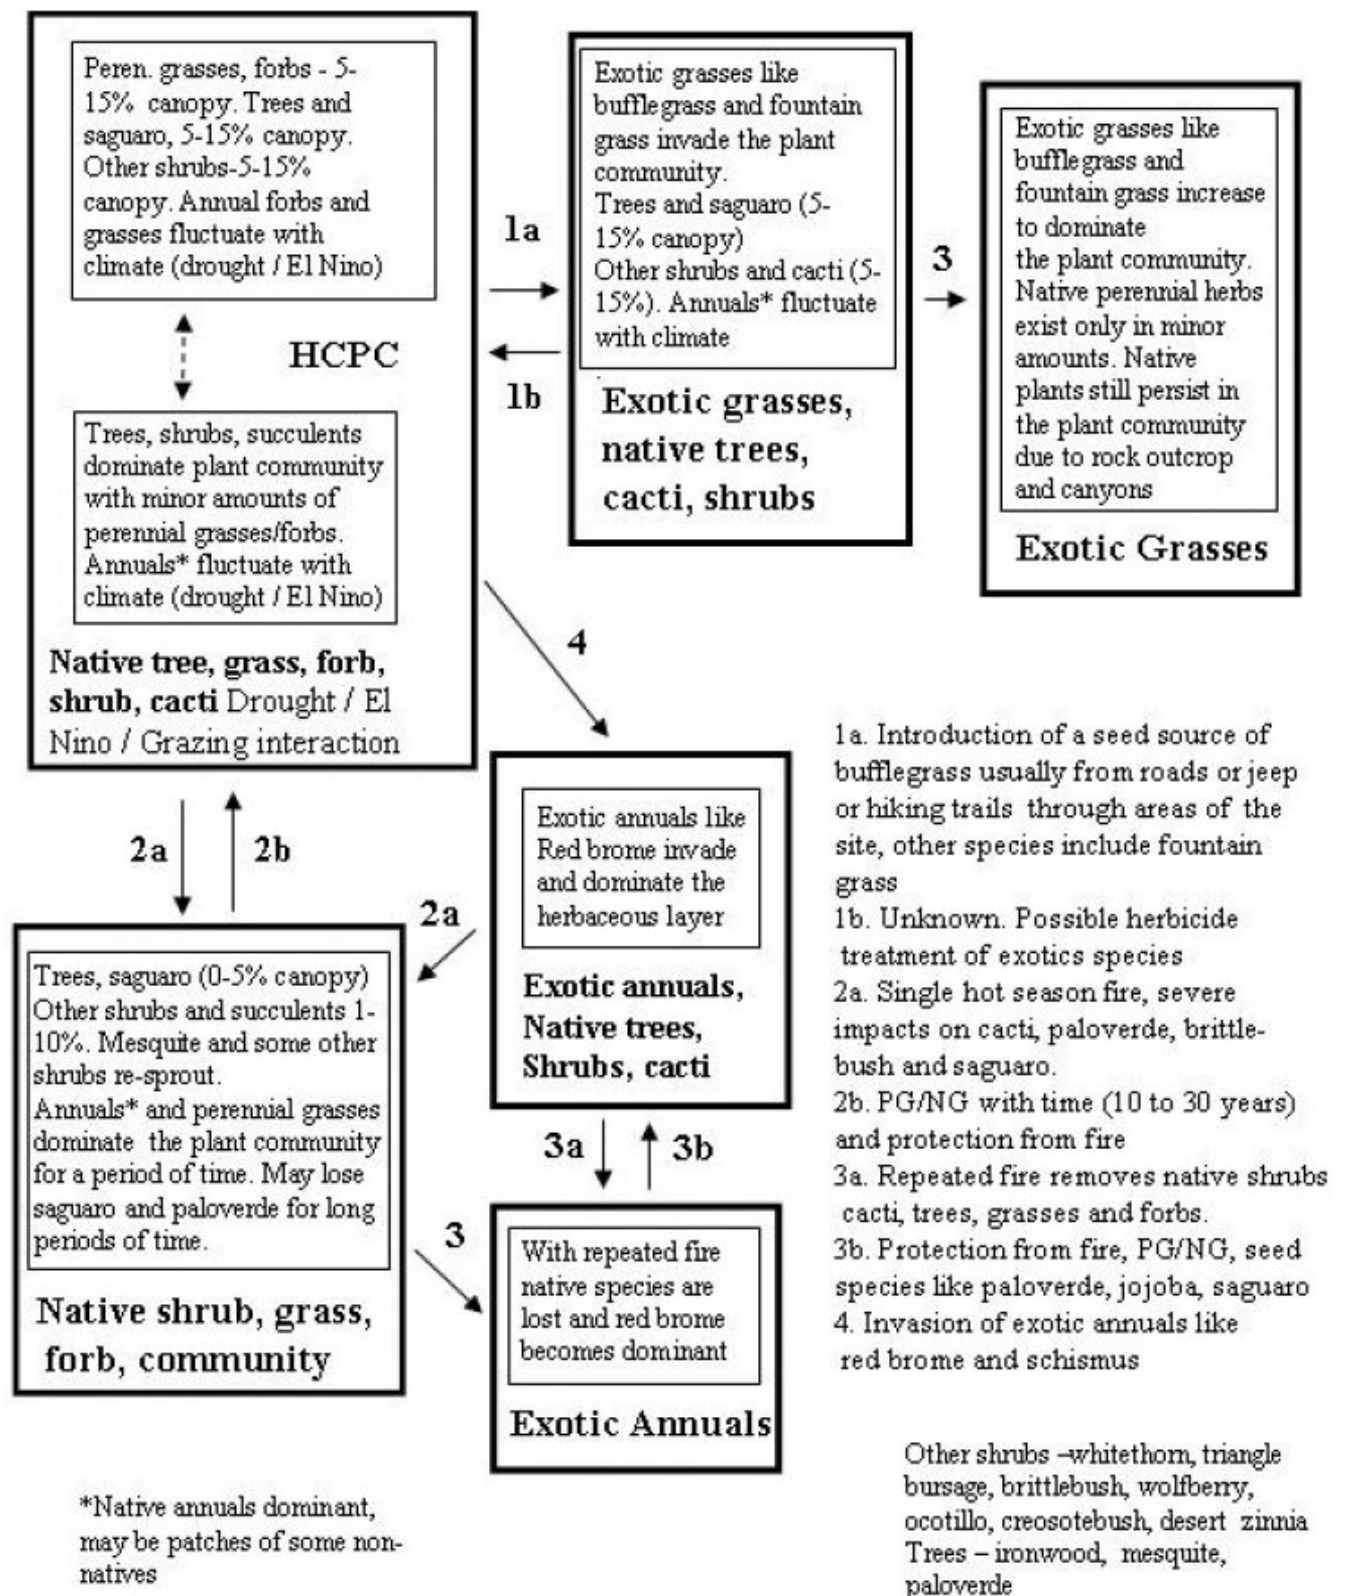 Peren. grasses, forbs - 5-
15% canopy. Trees and
saguaro, 5-15% canopy.
Other shrubs-5-15%
canopy. Annual forbs and
grasses fluctuate with
climate (drought / El Nino)
HCPC
Trees, shrubs, succulents
dominate plant community
with minor amounts of
perennial grasses/forbs.
Annuals* fluctuate with
climate (drought / El Nino)
Native tree, grass, forb,
shrub, cacti Drought / El
Nino / Grazing interaction
1a
1b
Exotic grasses like
bufflegrass and fountain
grass invade the plant
community.
Trees and saguaro (5-
15% canopy)
Other shrubs and cacti (5-
15%). Annuals* fluctuate
with climate
Exotic grasses,
native trees,
cacti, shrubs
3
Exotic grasses like
bufflegrass and
fountain grass increase
to dominate
the plant community.
Native perennial herbs
exist only in minor
amounts. Native
plants still persist in
the plant community
due to rock outcrop
and canyons
Exotic Grasses
4
2a
2b
Exotic annuals like
Red brome invade
and dominate the
herbaceous layer
Exotic annuals,
Native trees,
Shrubs, cacti
2a
Trees, saguaro (0-5% canopy)
Other shrubs and succulents 1-
10%. Mesquite and some other
shrubs re-sprout.
Annuals* and perennial grasses
dominate the plant community
for a period of time. May lose
saguaro and paloverde for long
periods of time.
Native shrub, grass,
forb, community
3a
3b
3
With repeated fire
native species are
lost and red brome
becomes dominant
Exotic Annuals
1a. Introduction of a seed source of
bufflegrass usually from roads or jeep
or hiking trails through areas of the
site, other species include fountain
grass
1b. Unknown. Possible herbicide
treatment of exotics species
2a. Single hot season fire, severe
impacts on cacti, paloverde, brittle-
bush and saguaro.
2b. PG/NG with time (10 to 30 years)
and protection from fire
3a. Repeated fire removes native shrubs
cacti, trees, grasses and forbs.
3b. Protection from fire, PG/NG, seed
species like paloverde, jojoba, saguaro
4. Invasion of exotic annuals like
red brome and schismus
*Native annuals dominant,
may be patches of some non-
natives
Other shrubs –whitethorn, triangle
bursage, brittlebush, wolfberry,
ocotillo, creosotebush, desert zinnia
Trees – ironwood, mesquite,
paloverde